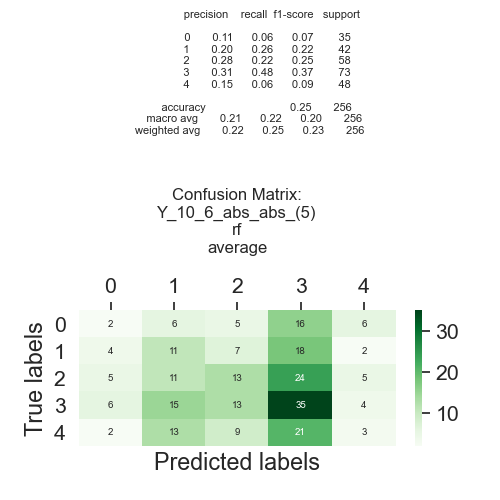 precision recall f1-score support
0 0.11 0.06 0.07 35
1 0.20 0.26 0.22 42
2 0.28 0.22 0.25 58
3 0.31 0.48 0.37 73
4 0.15 0.06 0.09 48
accuracy 0.25 256
macro avg 0.21 0.22 0.20 256
weighted avg 0.22 0.25 0.23 256
Confusion Matrix:
Y_10_6_abs_abs_(5)
rf
average
0 1 2 3 4
0 2 6 5 16 6
1 4 11 7 18 2
2 5 11 13 24 5
3 6 15 13 35 4
4 2 13 9 21 3
True labels
Predicted labels
30
20
10